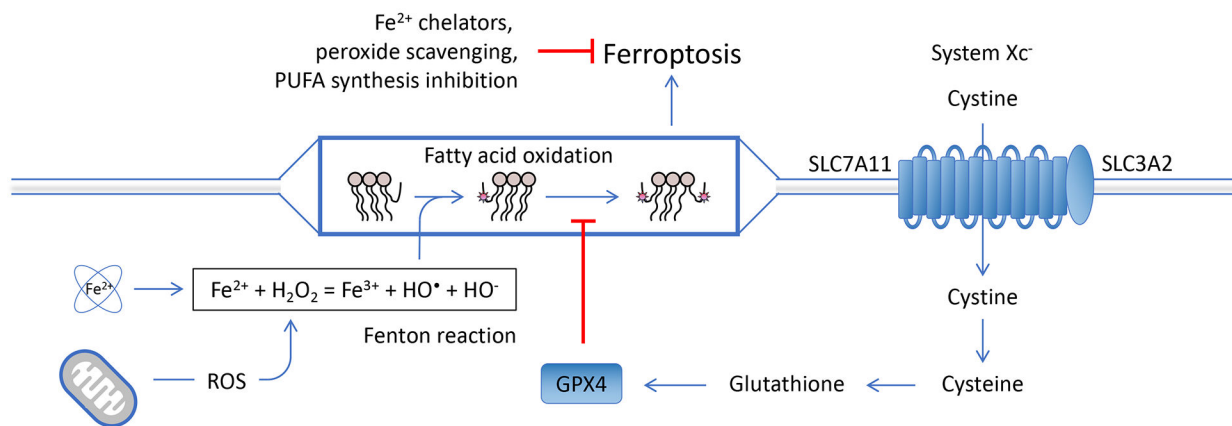 Fe²⁺ chelators,
peroxide scavenging,
PUFA synthesis inhibition
Ferroptosis
System Xc⁻
Cystine
Fatty acid oxidation
SLC7A11
SLC3A2
Fe²⁺
Fe²⁺ + H₂O₂ = Fe³⁺ + HO• + HO⁻
Cystine
Fenton reaction
ROS
GPX4
Glutathione
Cysteine